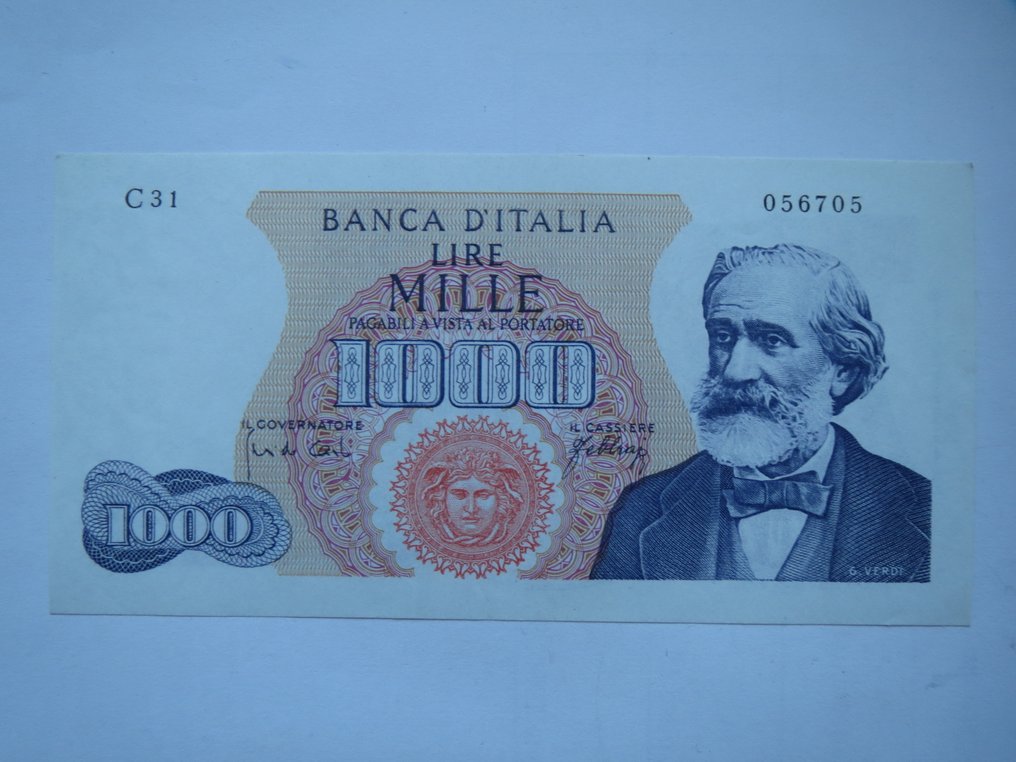 C31
056705
BANCA D'ITALIA
LIRE
MILLE
PAGABILI A VISTA AL PORTATORE
1000
IL GOVERNATORE
IL CASSIERE
1000
G. VERDI